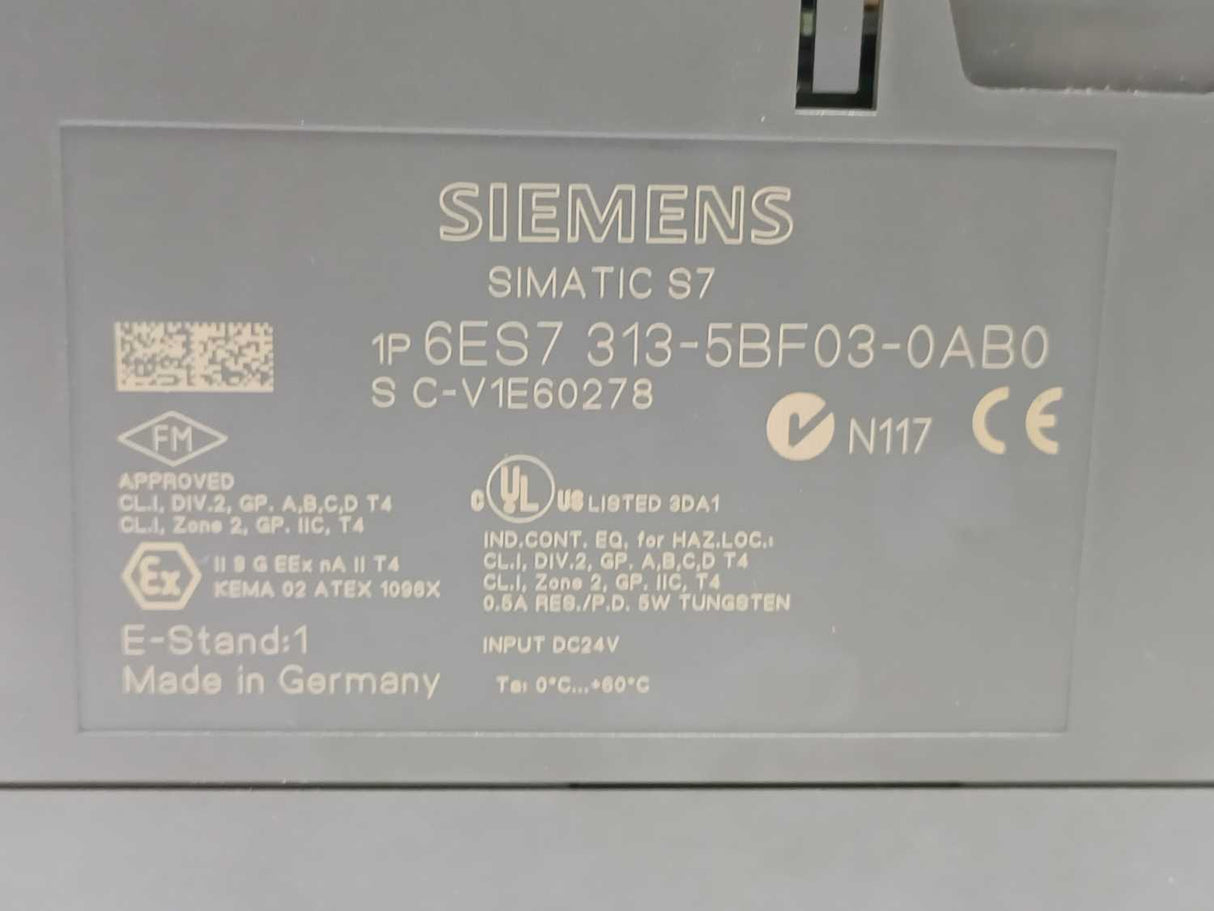 SIEMENS
SIMATIC S7
1P 6ES7 313-5BF03-0AB0
S C-V1E60278
N117 CE
FM
APPROVED
CL.I, DIV.2, GP. A,B,C,D T4
CL.I, Zone 2, GP. IIC, T4
Ex II 3 G EEx nA II T4
KEMA 02 ATEX 1096X
E-Stand:1
Made in Germany
C UL US LISTED 3DA1
IND.CONT. EQ. for HAZ.LOC.:
CL.I, DIV.2, GP. A,B,C,D T4
CL.I, Zone 2, GP. IIC, T4
0.5A RES./P.D. 5W TUNGSTEN
INPUT DC24V
Ta: 0°C...+60°C